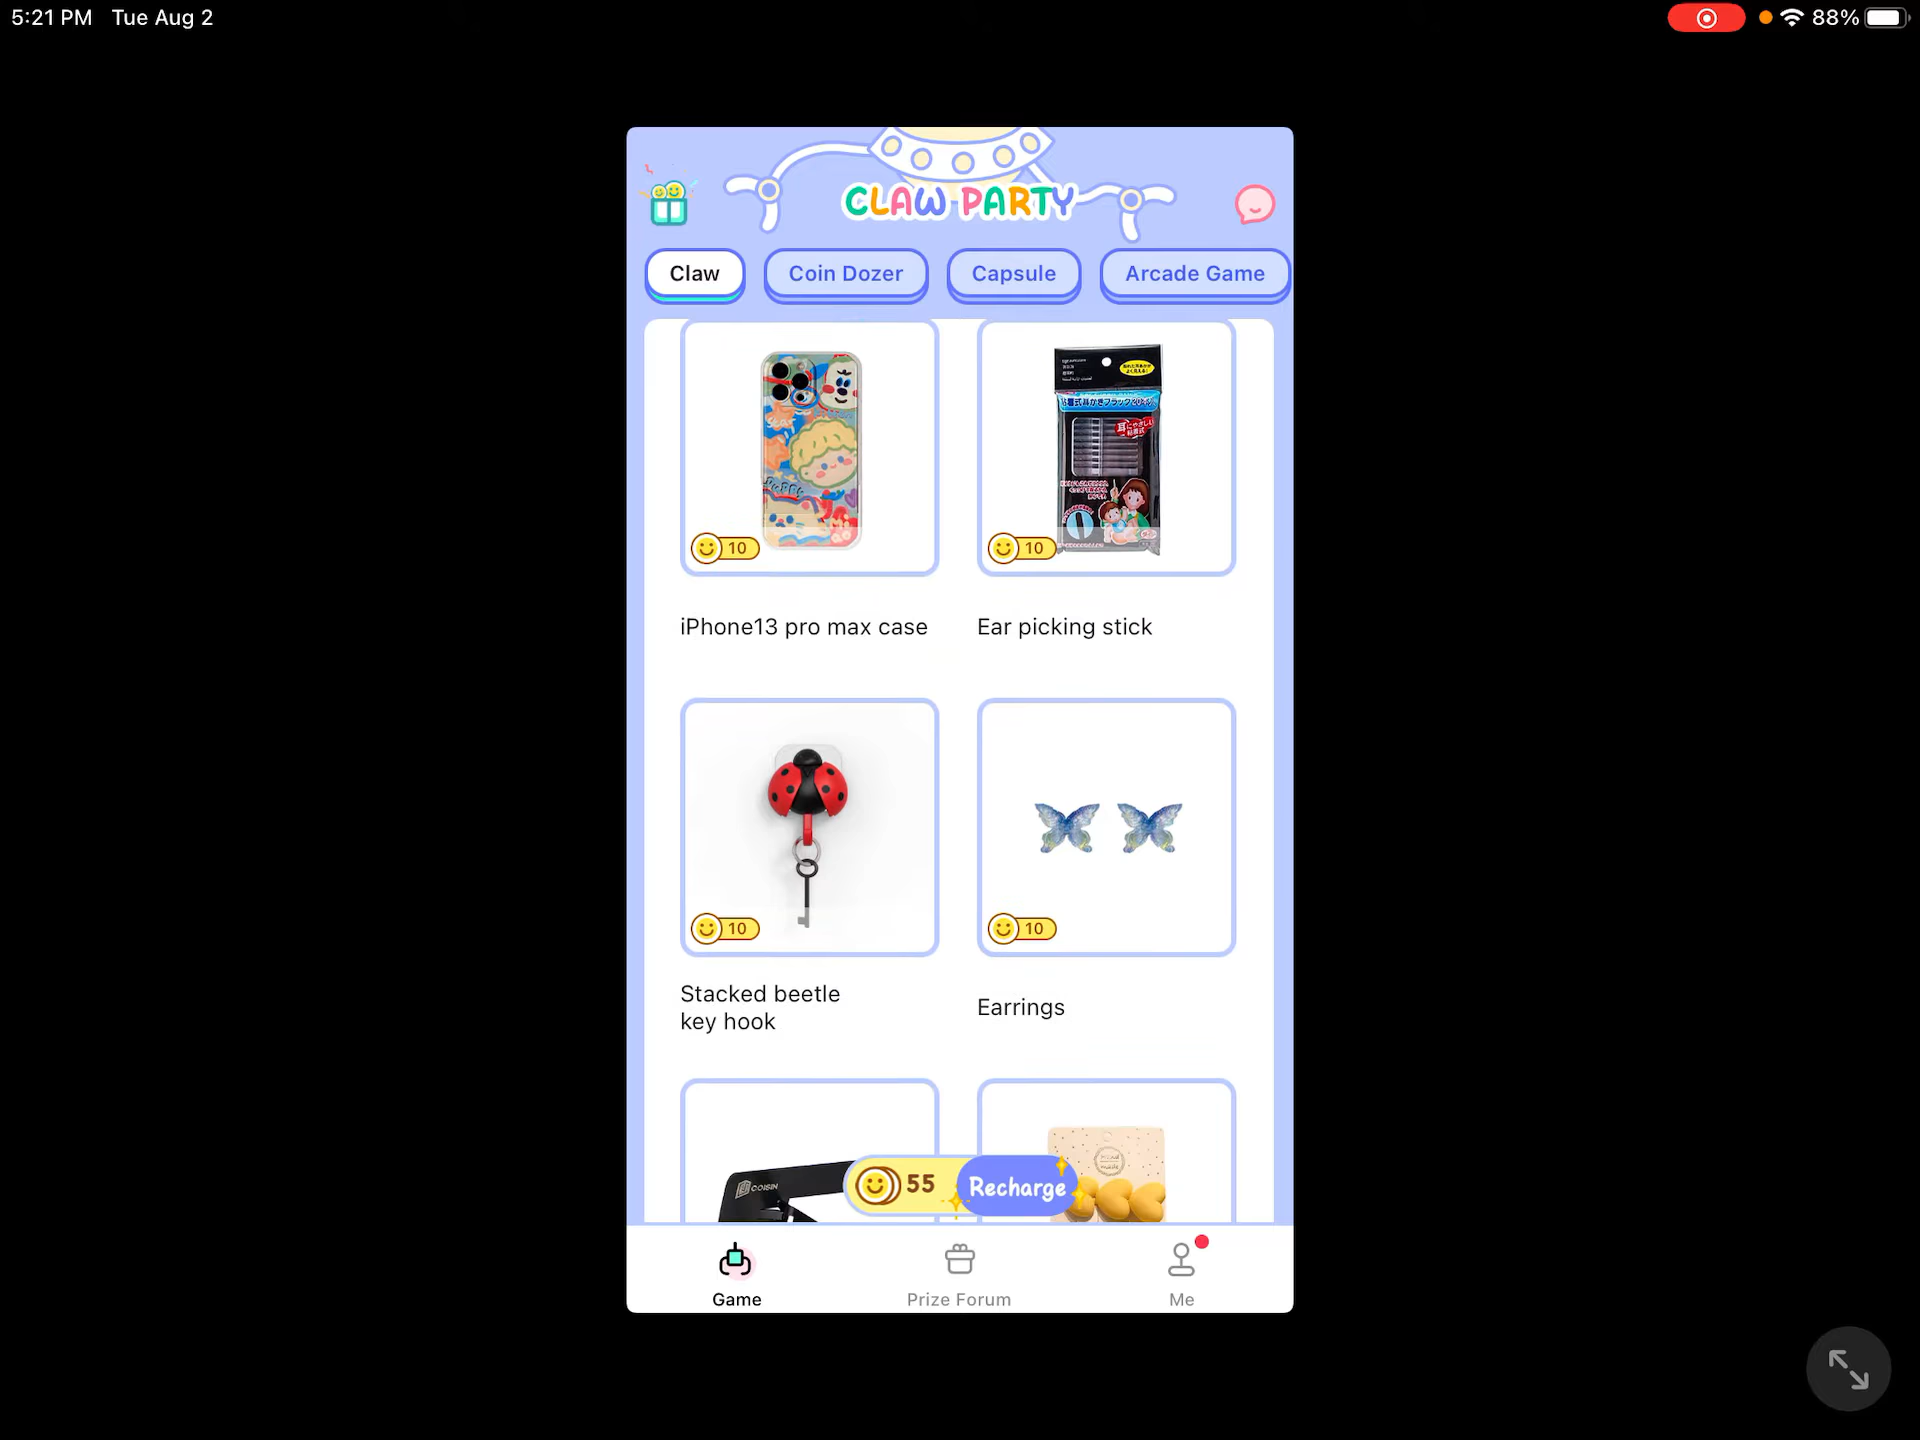 5:21 PM Tue Aug 2
88%
CLAW PARTY
Claw
Coin Dozer
Capsule
Arcade Game
10
10
iPhone13 pro max case
Ear picking stick
10
10
Stacked beetle
key hook
Earrings
COISIN
55
Recharge
Game
Prize Forum
Me